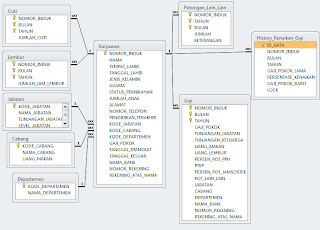 Cuti
NOMOR_INDUK
BULAN
TAHUN
JUMLAH_CUTI
Lembur
NOMOR_INDUK
BULAN
TAHUN
JUMLAH_JAM_LEMBUR
Jabatan
KODE_JABATAN
NAMA_JABATAN
TUNJANGAN_JABATAN
LEVEL_JABATAN
Cabang
KODE_CABANG
NAMA_CABANG
UANG_MAKAN
Departemen
KODE_DEPARTEMEN
NAMA_DEPARTEMEN
Karyawan
NOMOR_INDUK
NAMA
TEMPAT_LAHIR
TANGGAL_LAHIR
JENIS_KELAMIN
AGAMA
STATUS_PERNIKAHAN
JUMLAH_ANAK
ALAMAT
NOMOR_TELEPON
PENDIDIKAN_TERAKHIR
KODE_JABATAN
KODE_CABANG
KODE_DEPARTEMEN
GAJI_POKOK
TANGGAL_DIANGKAT
TANGGAL_KELUAR
NAMA_BANK
NOMOR_REKENING
REKENING_ATAS_NAMA
Potongan_Lain_Lain
NOMOR_INDUK
TAHUN
BULAN
JUMLAH
KETERANGAN
Gaji
NOMOR_INDUK
BULAN
TAHUN
GAJI_POKOK
TUNJANGAN_JABATAN
TUNJANGAN_KELUARGA
UANG_MAKAN
UANG_LEMBUR
PERSEN_POT_PPH
PTKP
PERSEN_POT_JAMSOSTEK
POT_LAIN_LAIN
JABATAN
CABANG
DEPARTEMEN
NAMA_BANK
NOMOR_REKENING
REKENING_ATAS_NAMA
History_Kenaikan_Gaji
ID_DATA
NOMOR_INDUK
BULAN
TAHUN
GAJI_POKOK_LAMA
PERSENTASE_KENAIKAN
GAJI_POKOK_BARU
LOCK